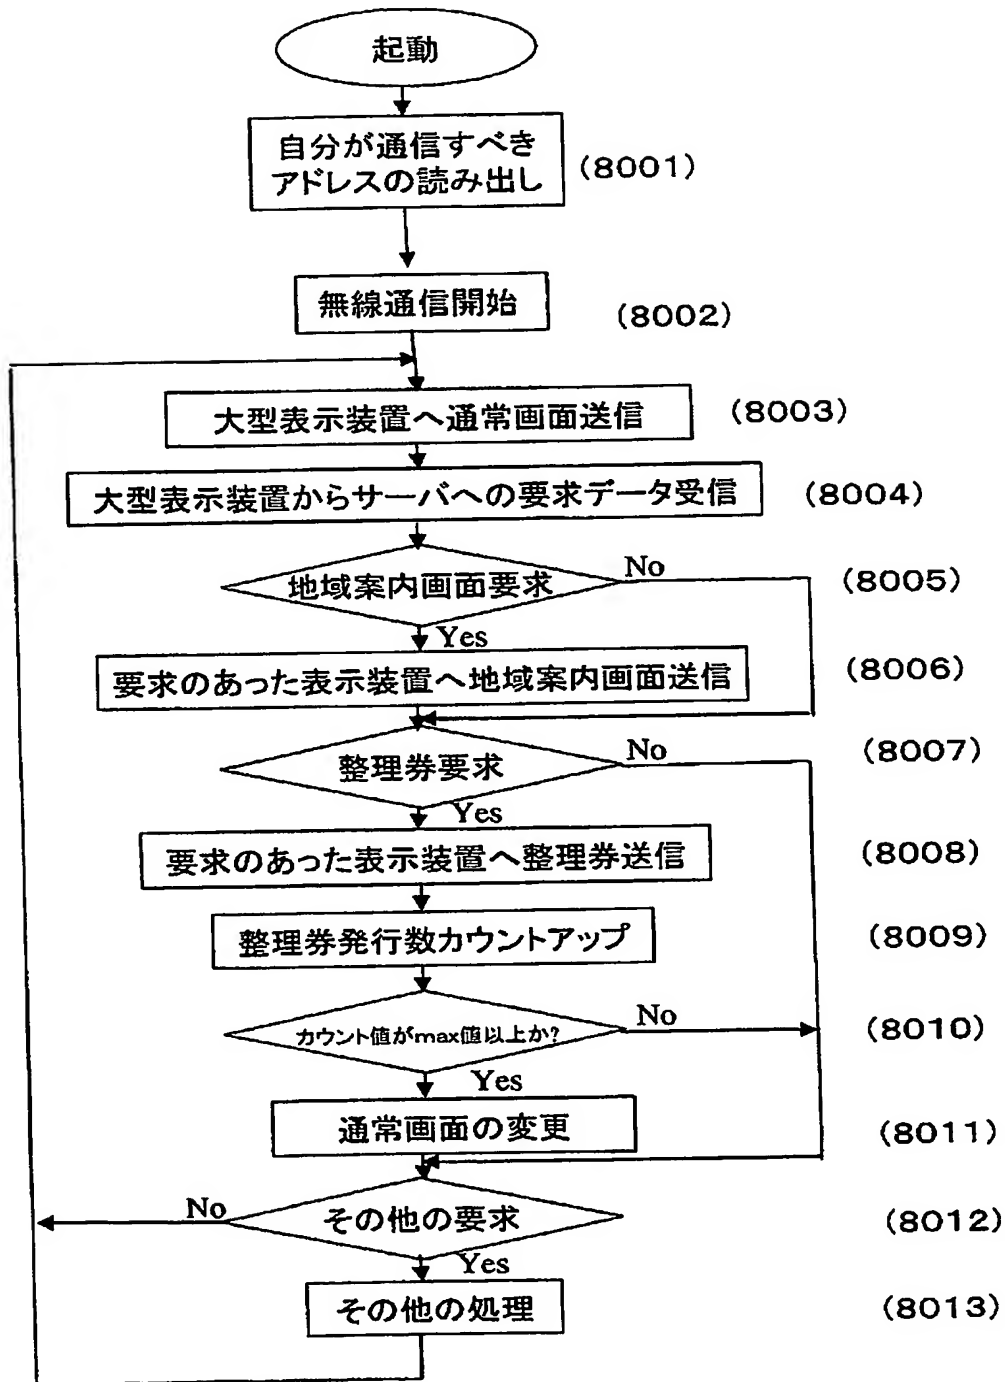 起動
自分が通信すべき
アドレスの読み出し
(8001)
無線通信開始
(8002)
大型表示装置へ通常画面送信
(8003)
大型表示装置からサーバへの要求データ受信
(8004)
地域案内画面要求
No
(8005)
Yes
要求のあった表示装置へ地域案内画面送信
(8006)
整理券要求
No
(8007)
Yes
要求のあった表示装置へ整理券送信
(8008)
整理券発行数カウントアップ
(8009)
カウント値がmax値以上か?
No
(8010)
Yes
通常画面の変更
(8011)
No
その他の要求
(8012)
Yes
その他の処理
(8013)